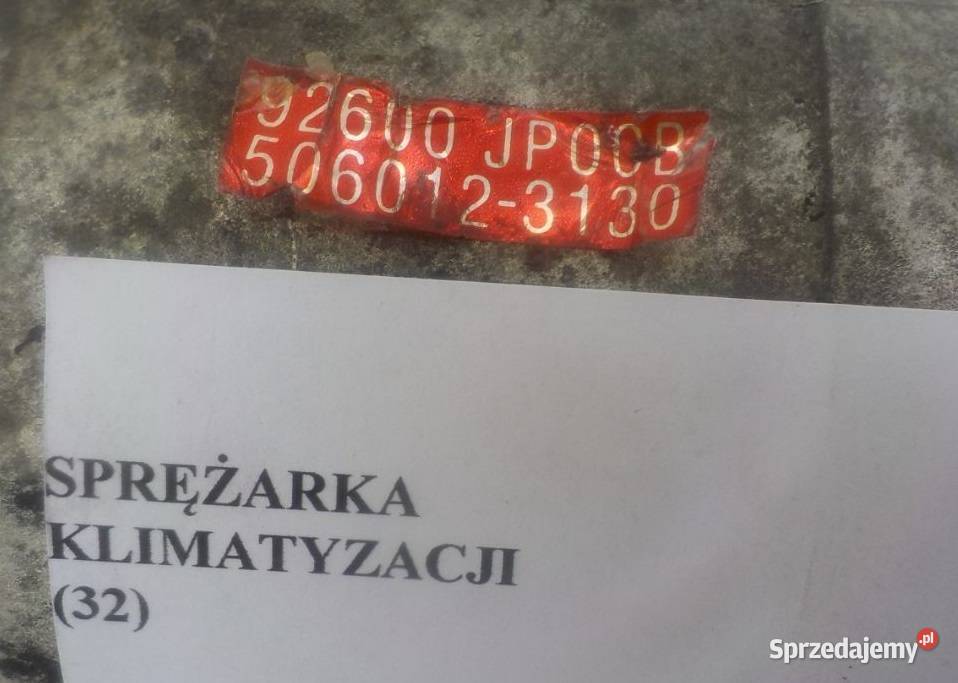 92600 JP00B
506012-3130
SPRĘŻARKA
KLIMATYZACJI
(32)
Sprzedajemy.pl